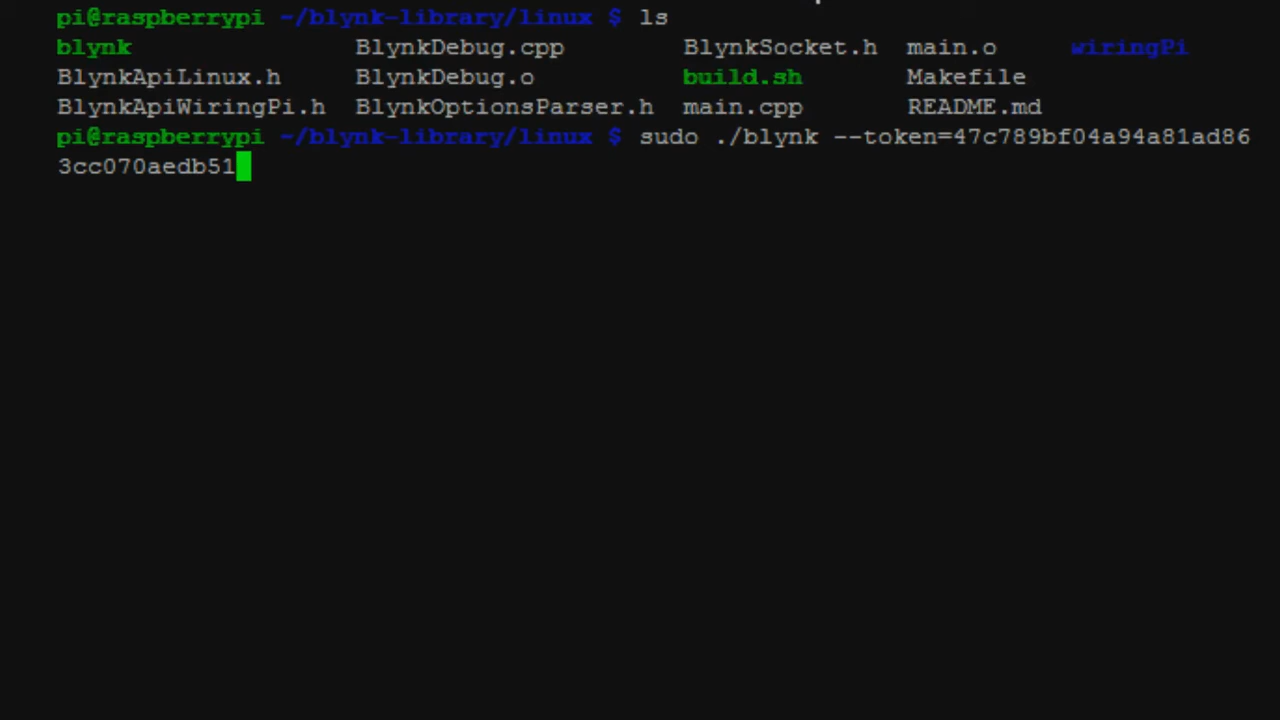 pi@raspberrypi ~/blynk-library/linux $ ls
blynk BlynkDebug.cpp BlynkSocket.h main.o wiringPi
BlynkApiLinux.h BlynkDebug.o build.sh Makefile
BlynkApiWiringPi.h BlynkOptionsParser.h main.cpp README.md
pi@raspberrypi ~/blynk-library/linux $ sudo ./blynk --token=47c789bf04a94a81ad86
3cc070aedb51